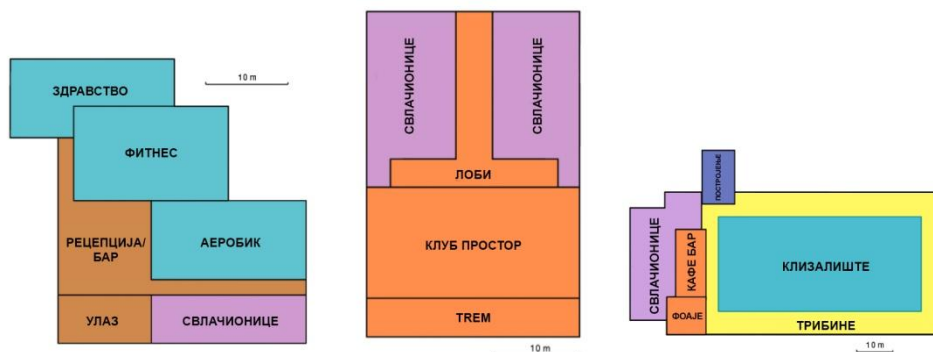 ЗДРАВСТВО
10 m
ФИТНЕС
РЕЦЕПЦИЈА/
БАР
АЕРОБИК
УЛАЗ
СВЛАЧИОНИЦЕ
СВЛАЧИОНИЦЕ
СВЛАЧИОНИЦЕ
ЛОБИ
КЛУБ ПРОСТОР
TREM
10 m
ПОСТРОЈЕЊЕ
СВЛАЧИОНИЦЕ
КАФЕ БАР
ФОАЈЕ
КЛИЗАЛИШТЕ
ТРИБИНЕ
10 m